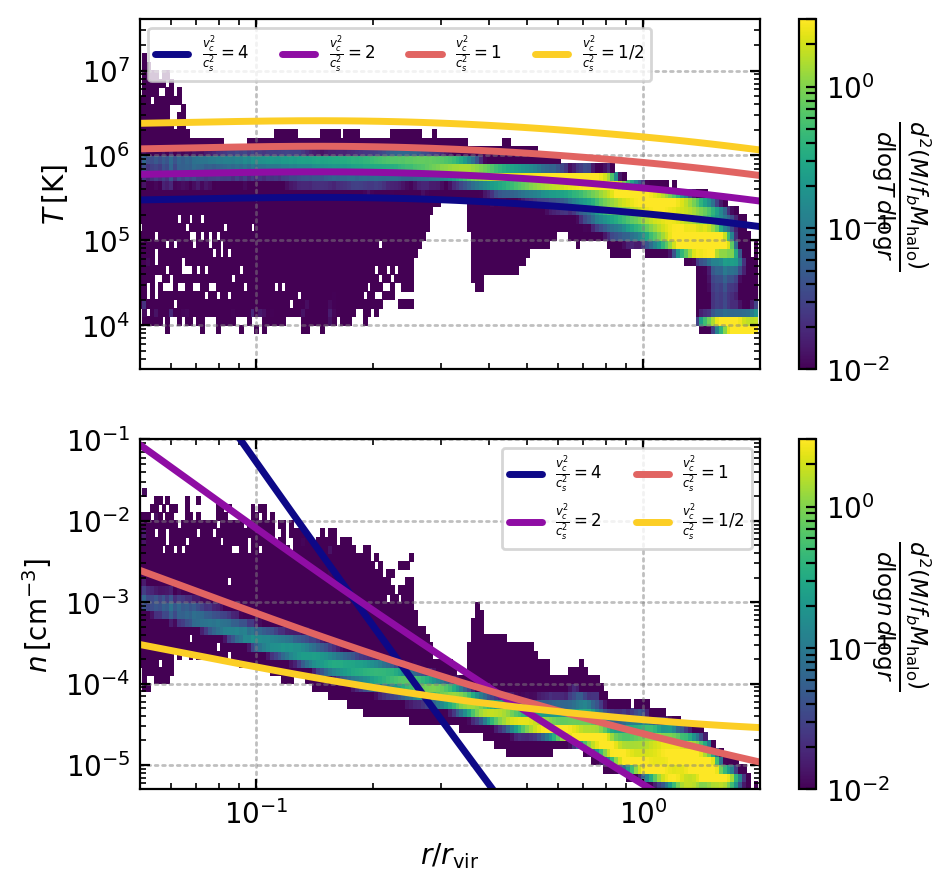 v_c^2/c_s^2 = 4 v_c^2/c_s^2 = 2 v_c^2/c_s^2 = 1 v_c^2/c_s^2 = 1/2
10^7
10^6
10^5
10^4
T [K]
10^0
10^-1
10^-2
d^2(M/f_b M_halo)
dlogT dlogr
v_c^2/c_s^2 = 4 v_c^2/c_s^2 = 1
v_c^2/c_s^2 = 2 v_c^2/c_s^2 = 1/2
10^-1
10^-2
10^-3
10^-4
10^-5
n [cm^-3]
10^0
10^-1
10^-2
d^2(M/f_b M_halo)
dlogn dlogr
10^-1 10^0
r/r_vir